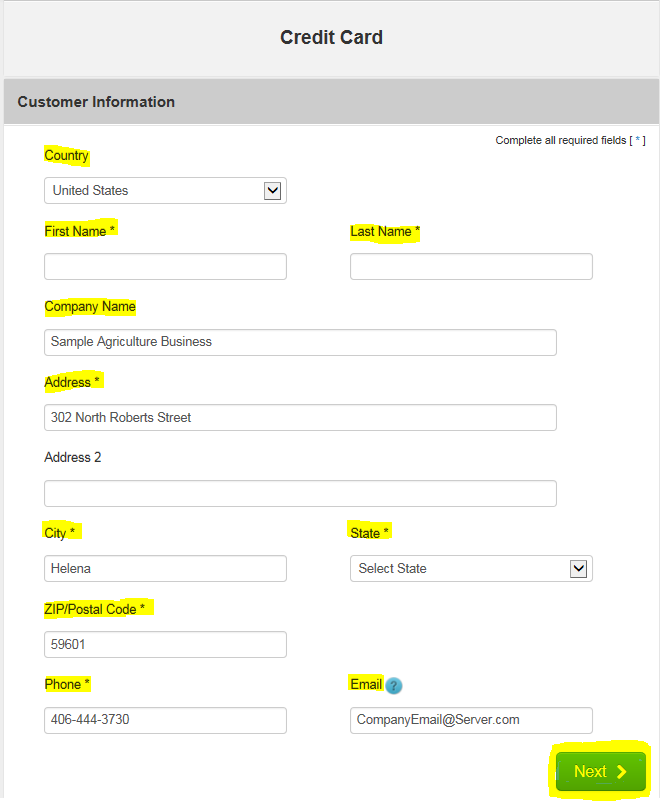 Credit Card
Customer Information
Complete all required fields [ * ]
Country
United States
First Name * Last Name *
Company Name
Sample Agriculture Business
Address *
302 North Roberts Street
Address 2
City * State *
Helena Select State
ZIP/Postal Code *
59601
Phone * Email ?
406-444-3730 CompanyEmail@Server.com
Next